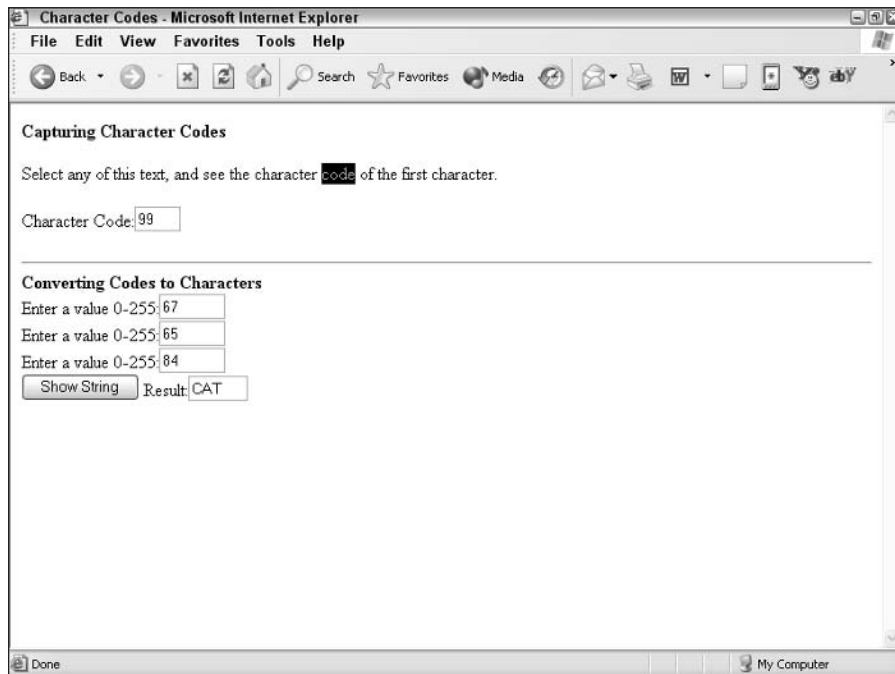 Character Codes - Microsoft Internet Explorer
File Edit View Favorites Tools Help
Back Search Favorites Media W
Capturing Character Codes
Select any of this text, and see the character code of the first character.
Character Code: 99
Converting Codes to Characters
Enter a value 0-255: 67
Enter a value 0-255: 65
Enter a value 0-255: 84
Show String Result: CAT
Done My Computer